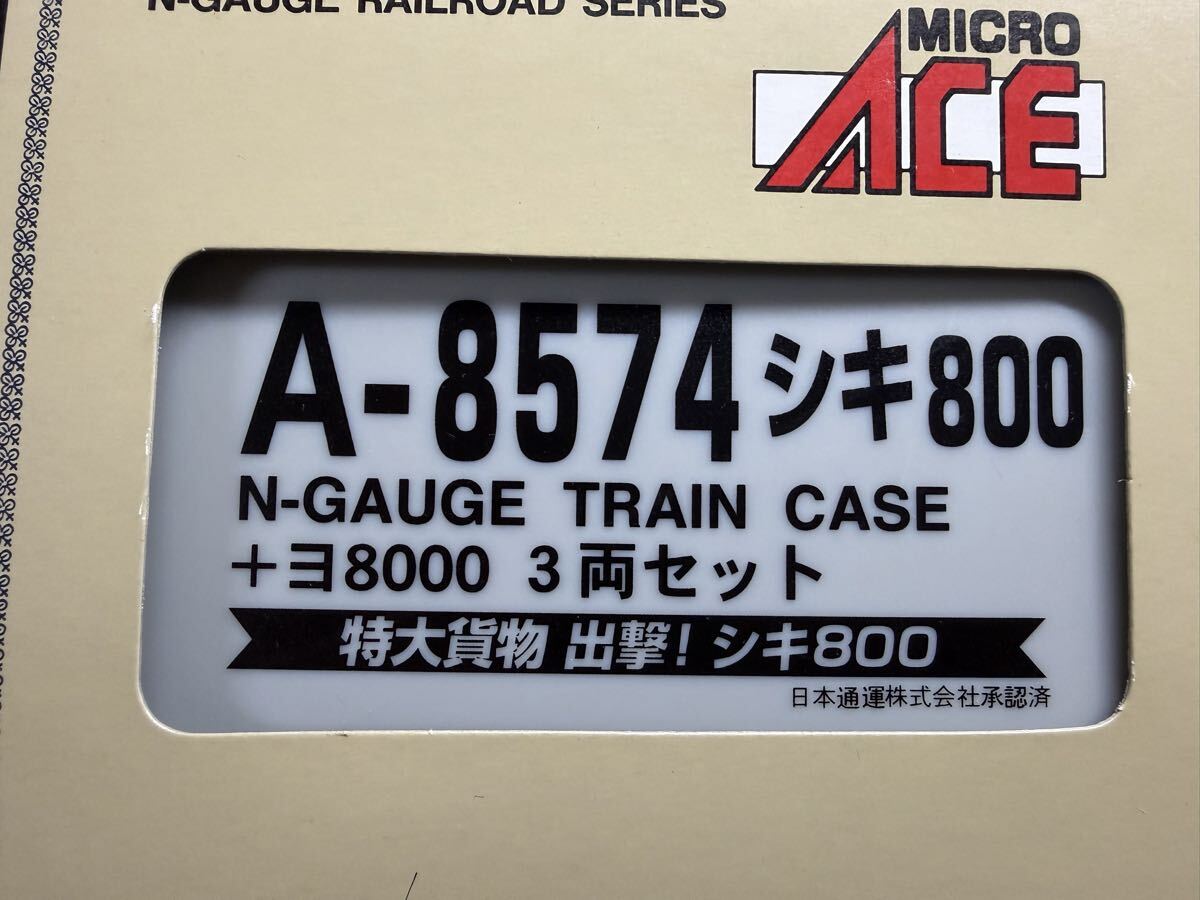 N-GAUGE RAILROAD SERIES
MICRO
ACE
A-8574 シキ800
N-GAUGE TRAIN CASE
+ヨ8000 3両セット
特大貨物 出撃! シキ800
日本通運株式会社承認済